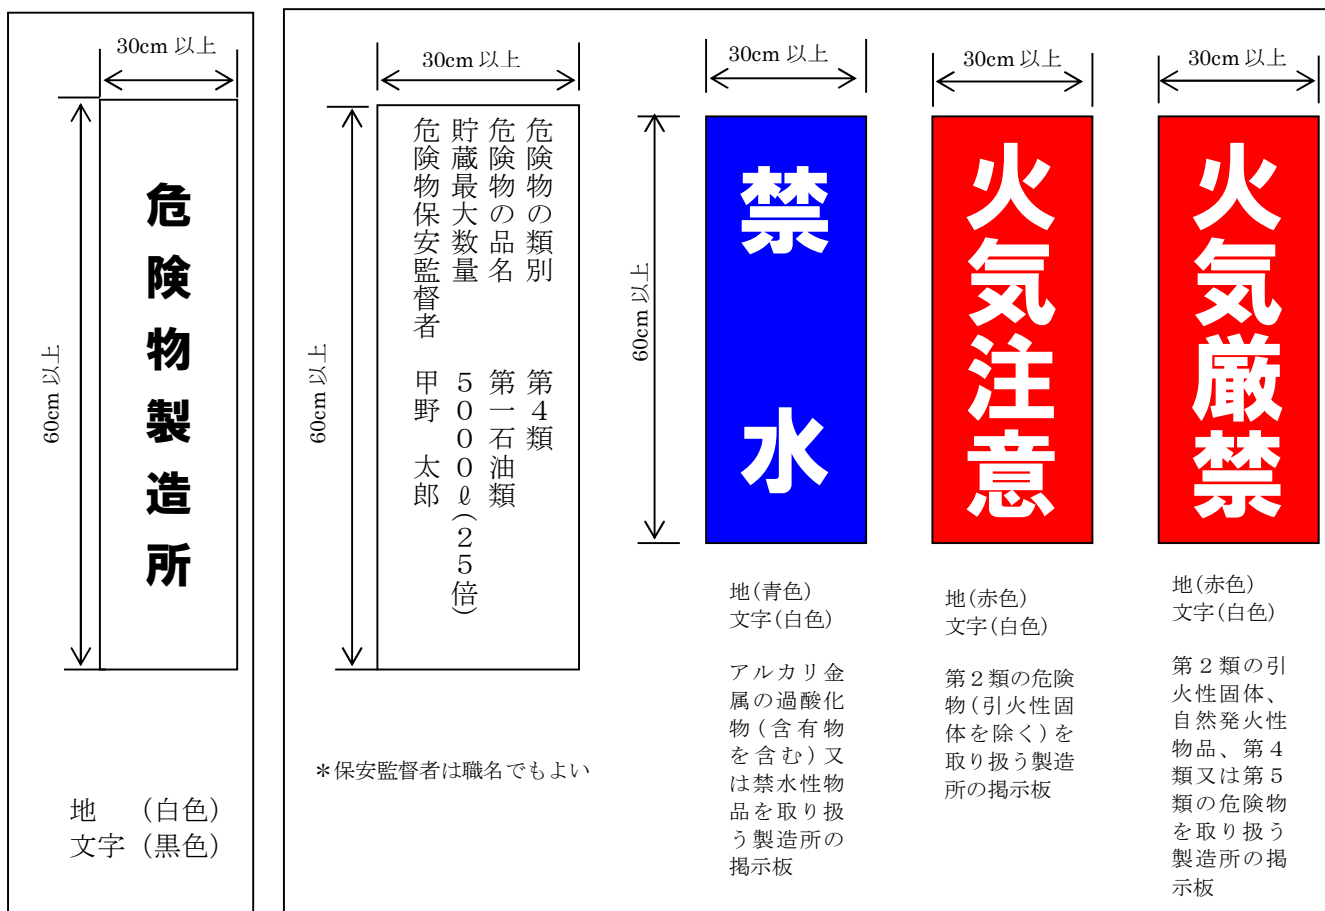 30cm 以上
60cm 以上
危険物製造所
地　（白色）
文字（黒色）
30cm 以上
60cm 以上
危険物の類別　第４類
危険物の品名　第一石油類
貯蔵最大数量　５０００ℓ（２５倍）
危険物保安監督者　甲野　太郎
＊保安監督者は職名でもよい
30cm 以上
60cm 以上
禁水
地(青色)
文字(白色)
アルカリ金
属の過酸化
物(含有物
を含む)又
は禁水性物
品を取り扱
う製造所の
掲示板
30cm 以上
火気注意
地(赤色)
文字(白色)
第２類の危険
物(引火性固
体を除く)を
取り扱う製造
所の掲示板
30cm 以上
火気厳禁
地(赤色)
文字(白色)
第２類の引
火性固体、
自然発火性
物品、第４
類又は第５
類の危険物
を取り扱う
製造所の掲
示板